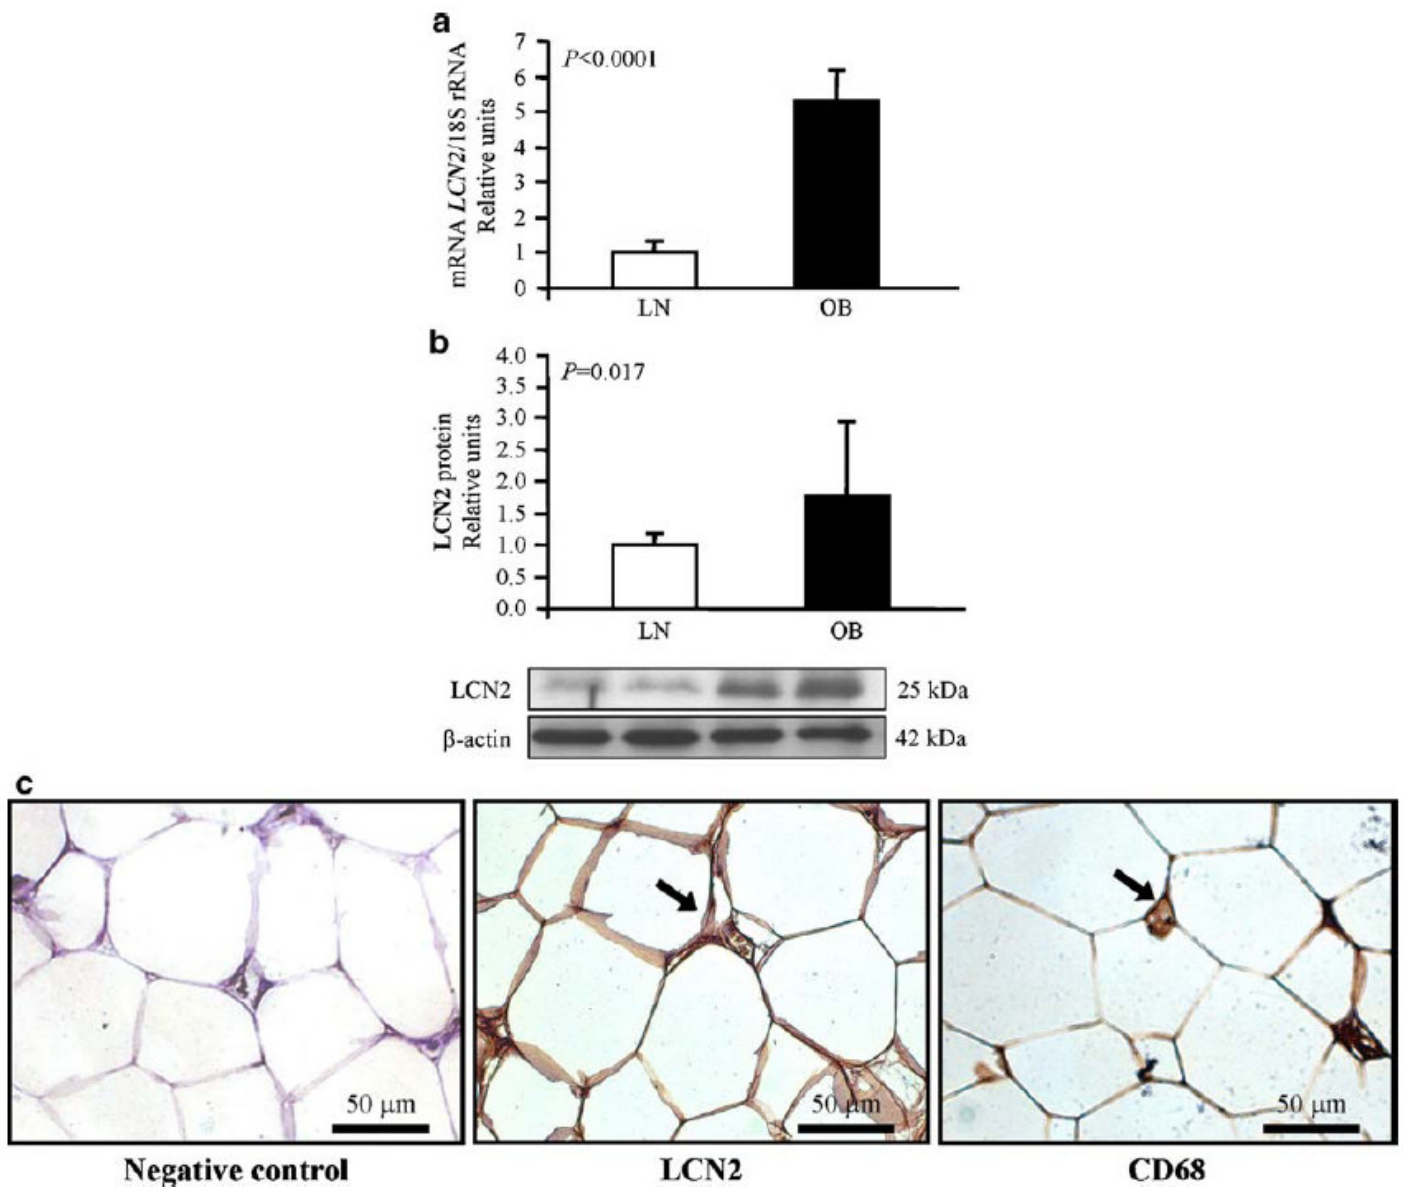 a
mRNA LCN2/18S rRNA
Relative units
7
6
5
4
3
2
1
0
P<0.0001
LN OB
b
LCN2 protein
Relative units
4.0
3.5
3.0
2.5
2.0
1.5
1.0
0.5
0.0
P=0.017
LN OB
LCN2 25 kDa
β-actin 42 kDa
c
50 μm 50 μm 50 μm
Negative control LCN2 CD68